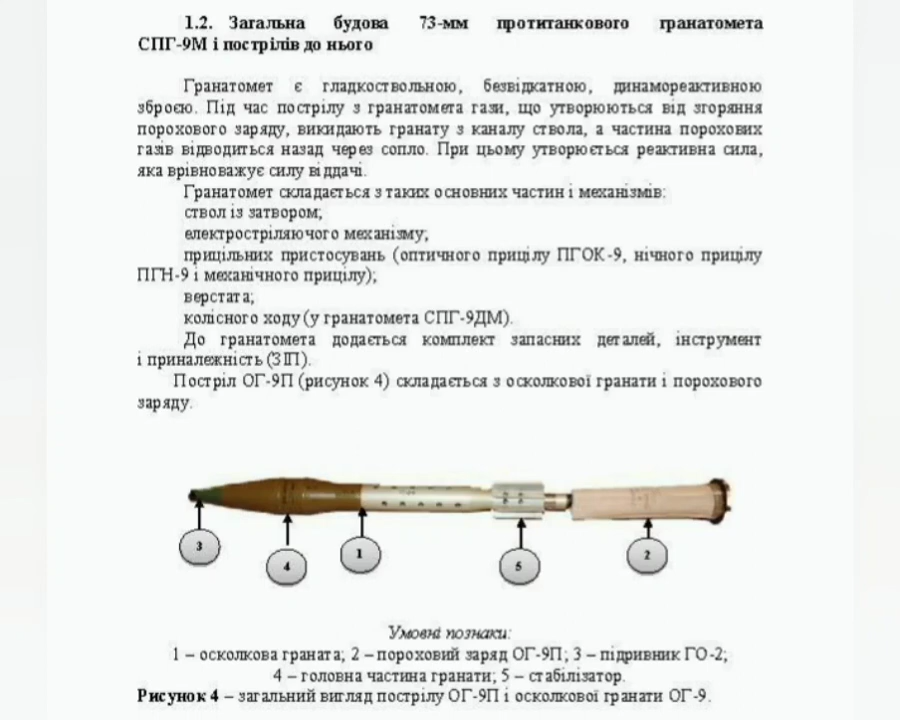 1.2. Загальна будова 73-мм протитанкового гранатомета
СПГ-9М і пострілів до нього
Гранатомет є гладкоствольною, безвідкатною, динамореактивною
зброєю. Під час пострілу з гранатомета гази, що утворюються від згоряння
порохового заряду, викидають гранату з каналу ствола, а частина порохових
газів відводиться назад через сопло. При цьому утворюється реактивна сила,
яка врівноважує силу віддачі.
Гранатомет складається з таких основних частин і механізмів:
ствол із затвором;
електростріляючого механізму;
прицільних пристосувань (оптичного прицілу ПГОК-9, нічного прицілу
ПГН-9 і механічного прицілу);
верстата;
колісного ходу (у гранатомета СПГ-9ДМ).
До гранатомета додається комплект запасних деталей, інструмент
і приналежність (ЗІП).
Постріл ОГ-9П (рисунок 4) складається з осколкової гранати і порохового
заряду.
3 4 1 5 2
Умовні познаки:
1 – осколкова граната; 2 – пороховий заряд ОГ-9П; 3 – підривник ГО-2;
4 – головна частина гранати; 5 – стабілізатор.
Рисунок 4 – загальний вигляд пострілу ОГ-9П і осколкової гранати ОГ-9.